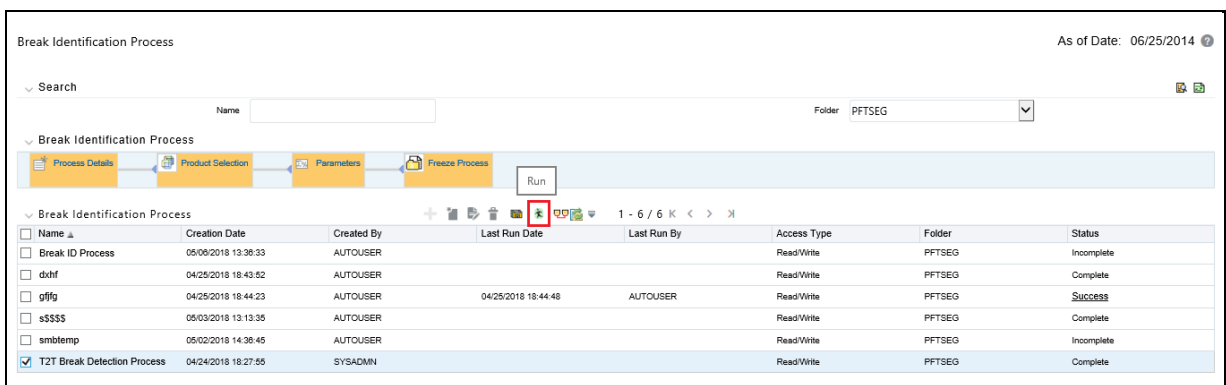 Break Identification Process
As of Date: 06/25/2014
Search
Name Folder PFTSEG
Break Identification Process
Process Details Product Selection Parameters Freeze Process
Run
Break Identification Process 1 - 6 / 6
Name Creation Date Created By Last Run Date Last Run By Access Type Folder Status
Break ID Process 05/06/2018 13:36:33 AUTOUSER Read/Write PFTSEG Incomplete
dxhf 04/25/2018 18:43:52 AUTOUSER Read/Write PFTSEG Complete
gfjfg 04/25/2018 18:44:23 AUTOUSER 04/25/2018 18:44:48 AUTOUSER Read/Write PFTSEG Success
s$$$$ 05/03/2018 13:13:35 AUTOUSER Read/Write PFTSEG Complete
smbtemp 05/02/2018 14:36:45 AUTOUSER Read/Write PFTSEG Incomplete
T2T Break Detection Process 04/24/2018 18:27:55 SYSADMN Read/Write PFTSEG Complete